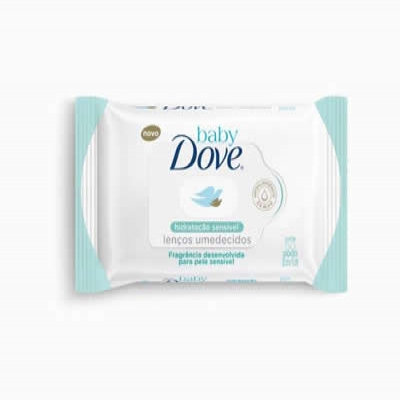 novo
baby
Dove
hidratação sensível
lenços umedecidos
Fragrância desenvolvida
para pele sensível